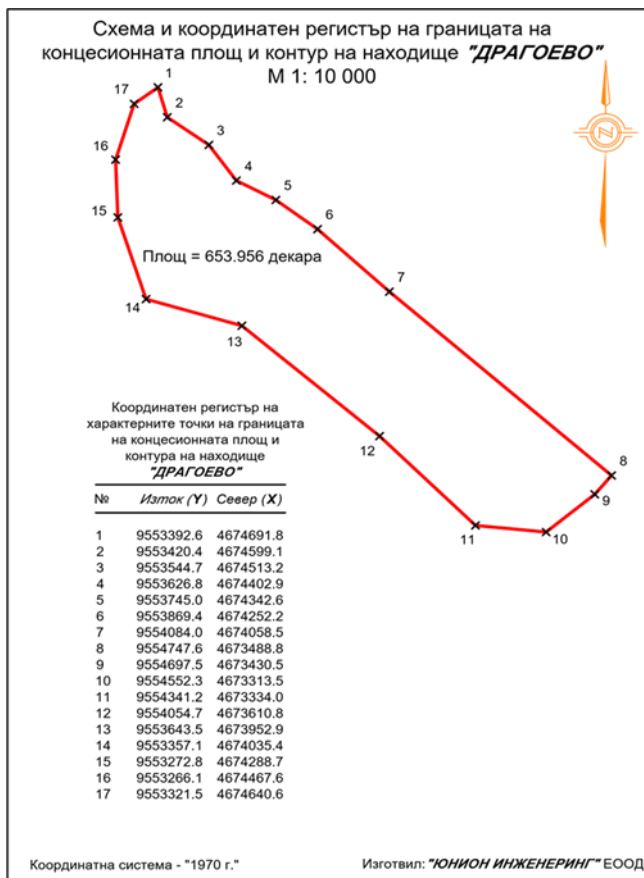 Схема и координатен регистър на границата на
концесионната площ и контур на находище "ДРАГОЕВО"
М 1: 10 000
1
17
2
3
16
4
5
15
6
Площ = 653.956 декара
7
14
13
12
8
9
11
10
Координатен регистър на
характерните точки на границата
на концесионната площ и
контура на находище
"ДРАГОЕВО"
№ Изток (Y) Север (X)
1 9553392.6 4674691.8
2 9553420.4 4674599.1
3 9553544.7 4674513.2
4 9553626.8 4674402.9
5 9553745.0 4674342.6
6 9553869.4 4674252.2
7 9554084.0 4674058.5
8 9554747.6 4673488.8
9 9554697.5 4673430.5
10 9554552.3 4673313.5
11 9554341.2 4673334.0
12 9554054.7 4673610.8
13 9553643.5 4673952.9
14 9553357.1 4674035.4
15 9553272.8 4674288.7
16 9553266.1 4674467.6
17 9553321.5 4674640.6
Координатна система - "1970 г." Изготвил: "ЮНИОН ИНЖЕНЕРИНГ" ЕООД